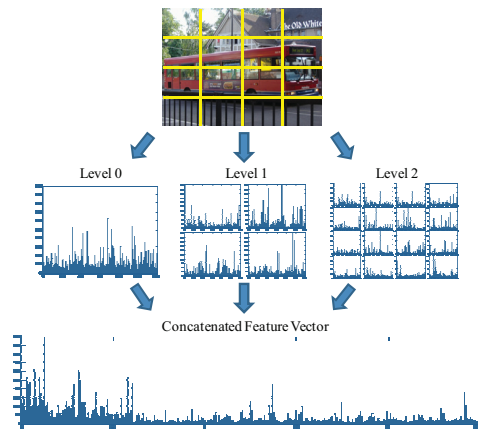 The Old White
Level 0
Level 1
Level 2
Concatenated Feature Vector